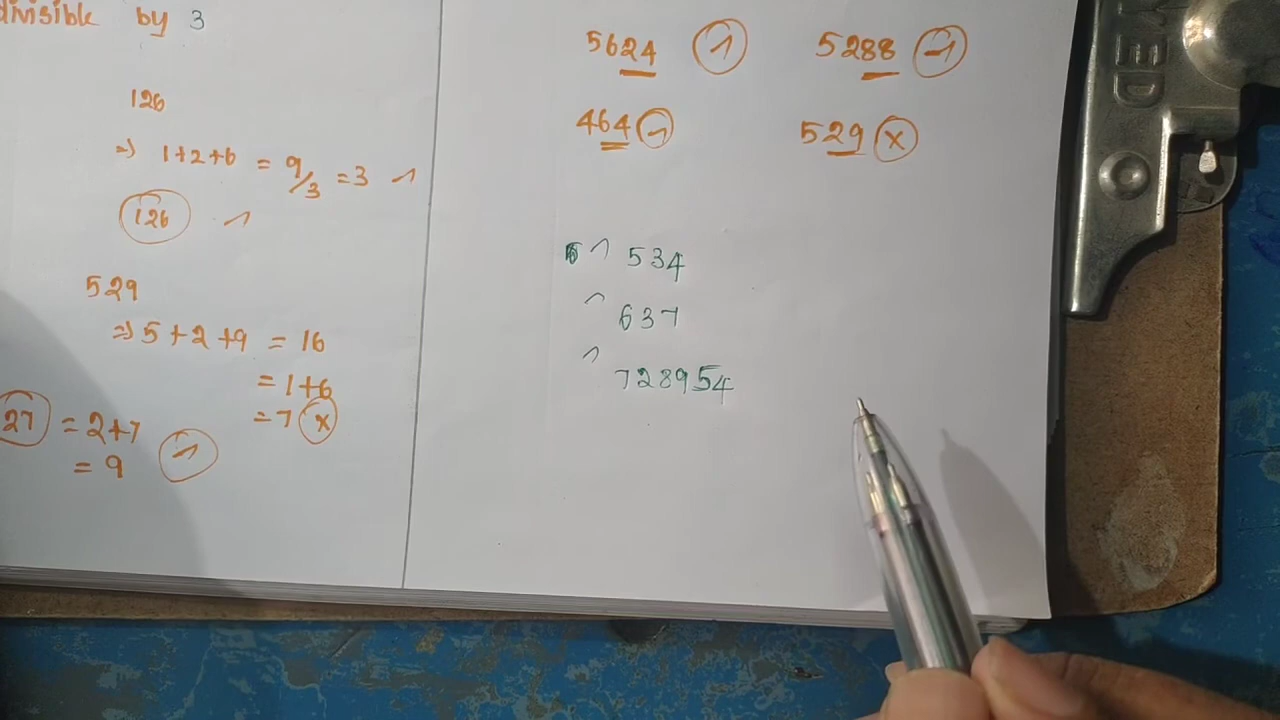 divisible by 3
126
⇒ 1+2+6 = 9/3 = 3 ✓
126 ✓
529
⇒ 5+2+9 = 16
= 1+6
= 7 x
27 = 2+7
= 9 ✓
5624 ✓ 5288 ✓
464 ✓ 529 x
✓ 534
✓ 637
✓ 728954